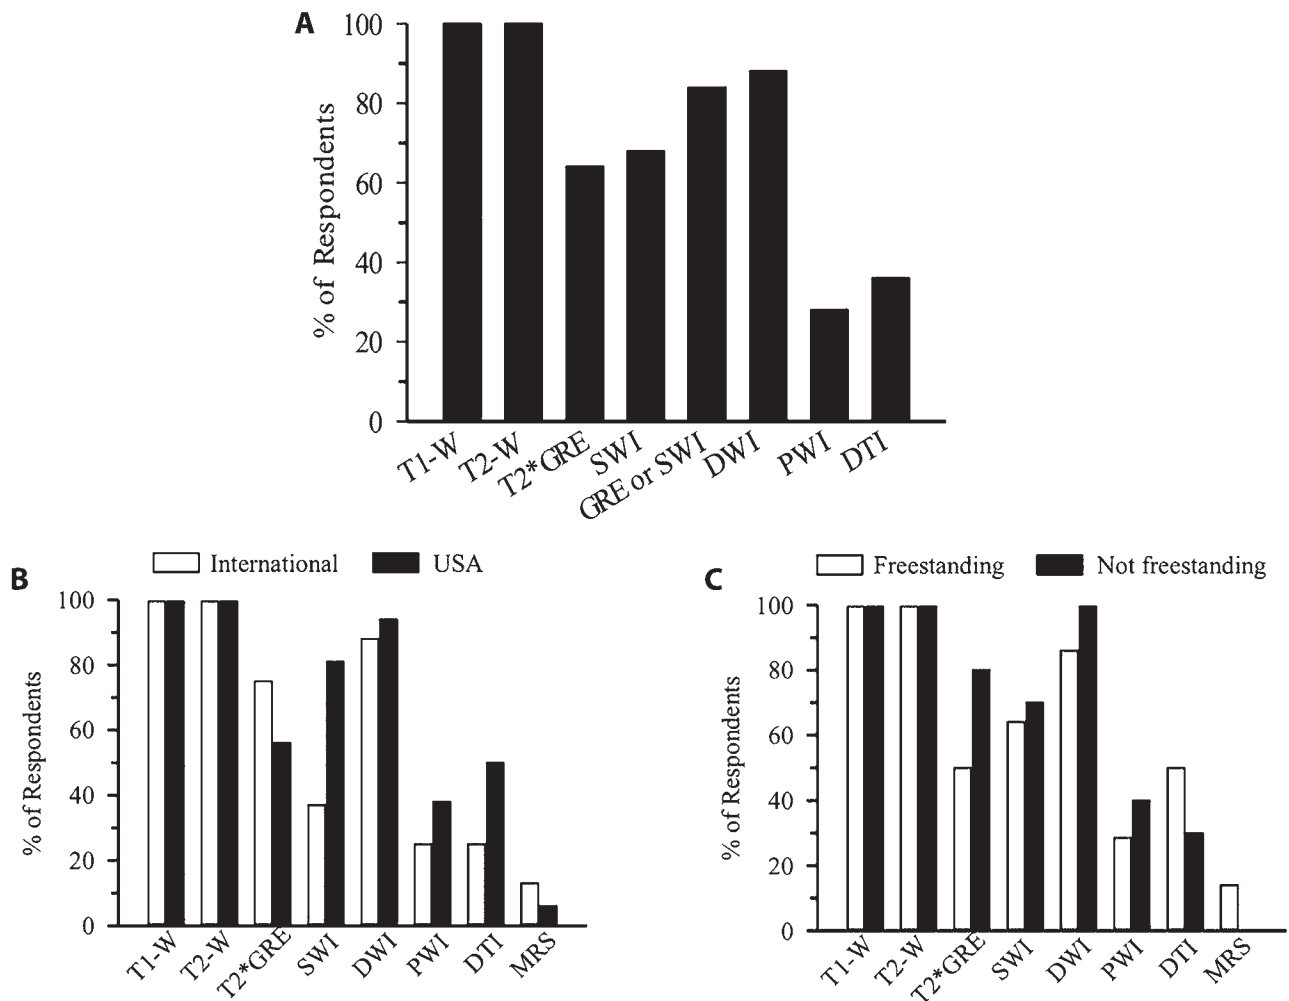 A
100
80
60
40
20
0
% of Respondents
T1-W
T2-W
T2*GRE
SWI
GRE or SWI
DWI
PWI
DTI
B
International
USA
100
80
60
40
20
0
% of Respondents
T1-W
T2-W
T2*GRE
SWI
DWI
PWI
DTI
MRS
C
Freestanding
Not freestanding
100
80
60
40
20
0
% of Respondents
T1-W
T2-W
T2*GRE
SWI
DWI
PWI
DTI
MRS